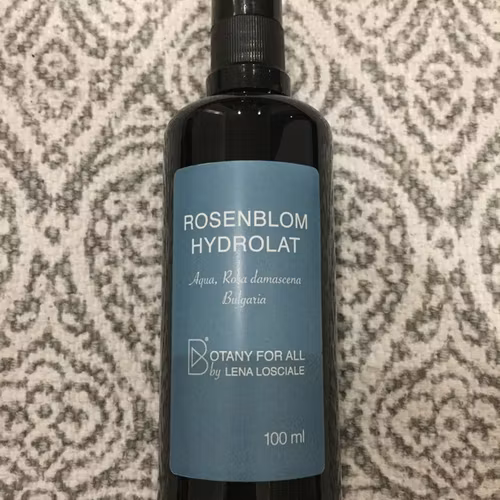 ROSENBLOM
HYDROLAT
Aqua, Rosa damascena
Bulgaria
BOTANY FOR ALL
by LENA LOSCIALE
100 ml